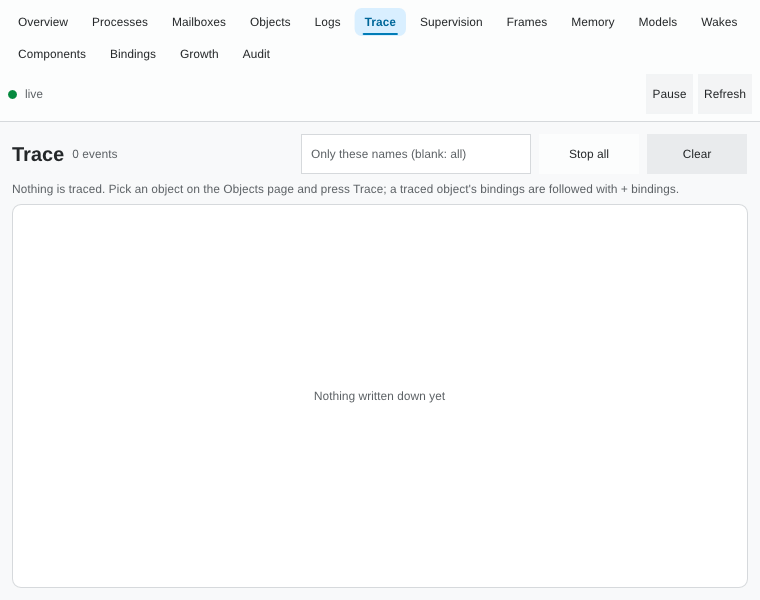 Overview Processes Mailboxes Objects Logs Trace Supervision Frames Memory Models Wakes
Components Bindings Growth Audit
live Pause Refresh
Trace 0 events Only these names (blank: all) Stop all Clear
Nothing is traced. Pick an object on the Objects page and press Trace; a traced object's bindings are followed with + bindings.
Nothing written down yet